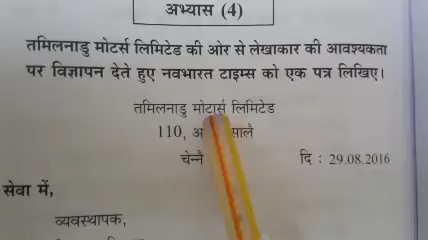 अभ्यास (4)
तमिलनाडु मोटर्स लिमिटेड की ओर से लेखाकार की आवश्यकता
पर विज्ञापन देते हुए नवभारत टाइम्स को एक पत्र लिखिए।
तमिलनाडु मोटार्स लिमिटेड
110,
चेन्नै दि : 29.08.2016
सेवा में,
व्यवस्थापक,